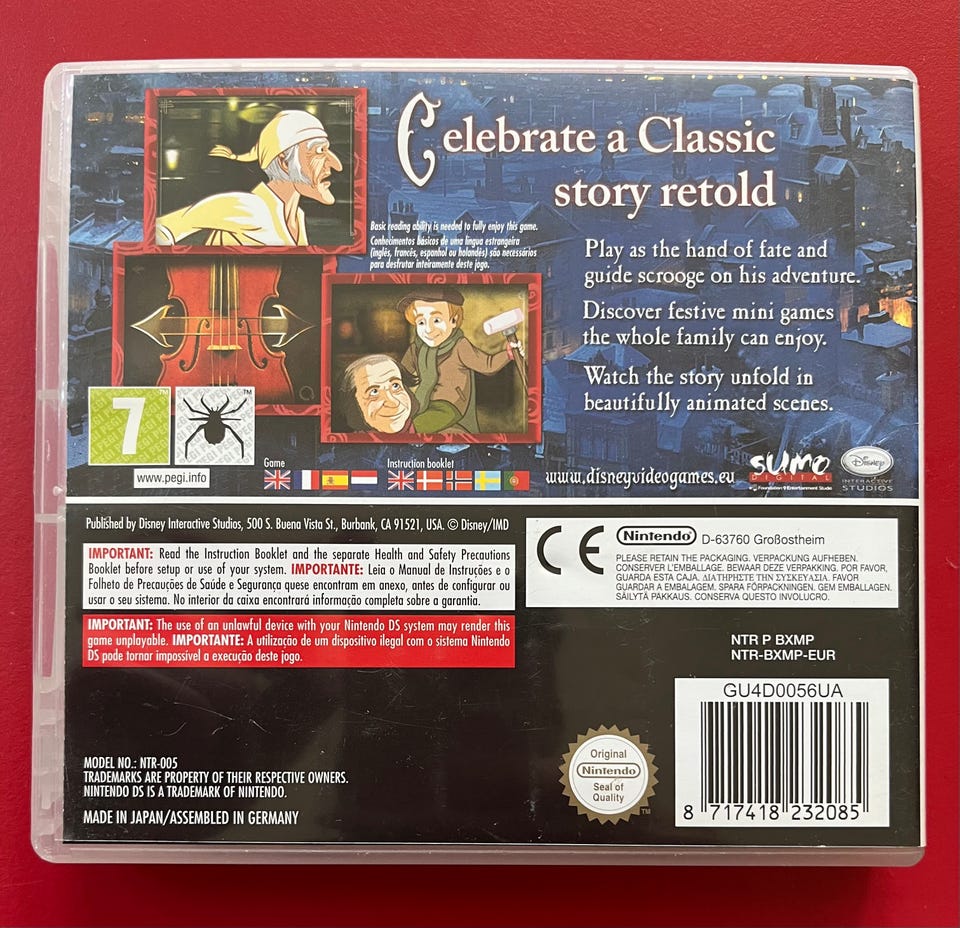 Celebrate a Classic
story retold
Basic reading ability is needed to fully enjoy this game.
Conhecimentos básicos de uma língua estrangeira
(inglês, francês, espanhol ou holandês) são necessários
para desfrutar inteiramente deste jogo.
Play as the hand of fate and
guide scrooge on his adventure.
Discover festive mini games
the whole family can enjoy.
Watch the story unfold in
beautifully animated scenes.
7
www.pegi.info
Game
Instruction booklet
www.disneyvideogames.eu
sumo
DIGITAL
Foundation 9 Entertainment Studio
Disney
INTERACTIVE
STUDIOS
Published by Disney Interactive Studios, 500 S. Buena Vista St., Burbank, CA 91521, USA. © Disney/IMD
IMPORTANT: Read the Instruction Booklet and the separate Health and Safety Precautions
Booklet before setup or use of your system. IMPORTANTE: Leia o Manual de Instruções e o
Folheto de Precauções de Saúde e Segurança quese encontram em anexo, antes de configurar ou
usar o seu sistema. No interior da caixa encontrará informação completa sobre a garantia.
IMPORTANT: The use of an unlawful device with your Nintendo DS system may render this
game unplayable. IMPORTANTE: A utilização de um dispositivo ilegal com o sistema Nintendo
DS pode tornar impossível a execução deste jogo.
CE
Nintendo D-63760 Großostheim
PLEASE RETAIN THE PACKAGING. VERPACKUNG AUFHEBEN.
CONSERVER L'EMBALLAGE. BEWAAR DEZE VERPAKKING. POR FAVOR,
GUARDA ESTA CAJA. ΔΙΑΤΗΡΗΣΤΕ ΤΗΝ ΣΥΣΚΕΥΑΣΙΑ. FAVOR
GUARDAR A EMBALAGEM. SPARA FÖRPACKNINGEN. GEM EMBALLAGEN.
SÄILYTÄ PAKKAUS. CONSERVA QUESTO INVOLUCRO.
NTR P BXMP
NTR-BXMP-EUR
GU4D0056UA
8 717418 232085
Original
Nintendo
Seal of
Quality
TM
MODEL NO.: NTR-005
TRADEMARKS ARE PROPERTY OF THEIR RESPECTIVE OWNERS.
NINTENDO DS IS A TRADEMARK OF NINTENDO.
MADE IN JAPAN/ASSEMBLED IN GERMANY